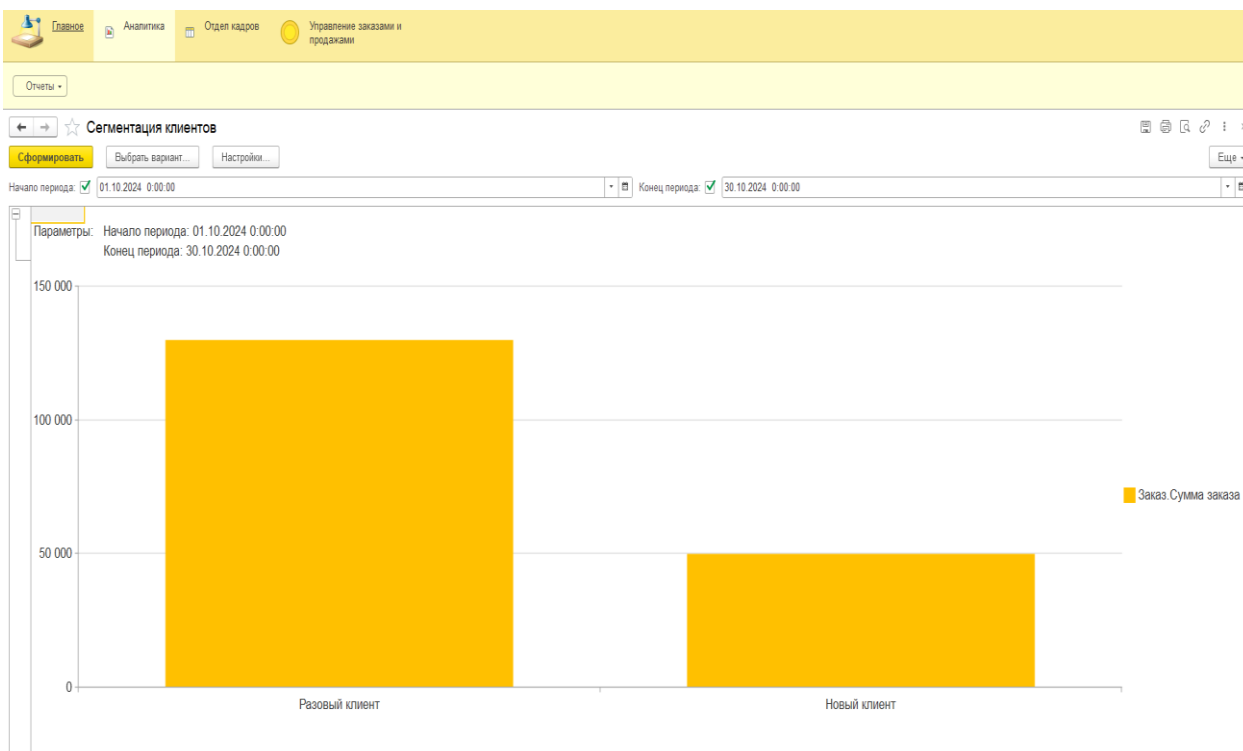 Главное
Аналитика
Отдел кадров
Управление заказами и
продажами
Отчеты
Сегментация клиентов
Сформировать
Выбрать вариант...
Настройки...
Еще
Начало периода: 01.10.2024 0:00:00
Конец периода: 30.10.2024 0:00:00
Параметры: Начало периода: 01.10.2024 0:00:00
Конец периода: 30.10.2024 0:00:00
150 000
100 000
50 000
0
Разовый клиент
Новый клиент
Заказ.Сумма заказа